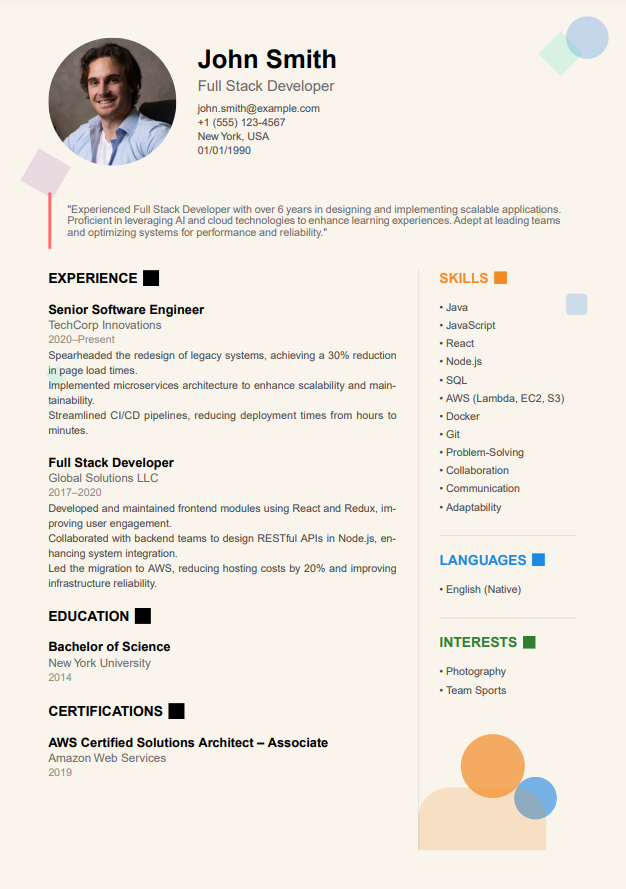 John Smith
Full Stack Developer
john.smith@example.com
+1 (555) 123-4567
New York, USA
01/01/1990
"Experienced Full Stack Developer with over 6 years in designing and implementing scalable applications.
Proficient in leveraging AI and cloud technologies to enhance learning experiences. Adept at leading teams
and optimizing systems for performance and reliability."
EXPERIENCE
Senior Software Engineer
TechCorp Innovations
2020–Present
Spearheaded the redesign of legacy systems, achieving a 30% reduction
in page load times.
Implemented microservices architecture to enhance scalability and main-
tainability.
Streamlined CI/CD pipelines, reducing deployment times from hours to
minutes.
Full Stack Developer
Global Solutions LLC
2017–2020
Developed and maintained frontend modules using React and Redux, im-
proving user engagement.
Collaborated with backend teams to design RESTful APIs in Node.js, en-
hancing system integration.
Led the migration to AWS, reducing hosting costs by 20% and improving
infrastructure reliability.
EDUCATION
Bachelor of Science
New York University
2014
CERTIFICATIONS
AWS Certified Solutions Architect – Associate
Amazon Web Services
2019
SKILLS
• Java
• JavaScript
• React
• Node.js
• SQL
• AWS (Lambda, EC2, S3)
• Docker
• Git
• Problem-Solving
• Collaboration
• Communication
• Adaptability
LANGUAGES
• English (Native)
INTERESTS
• Photography
• Team Sports